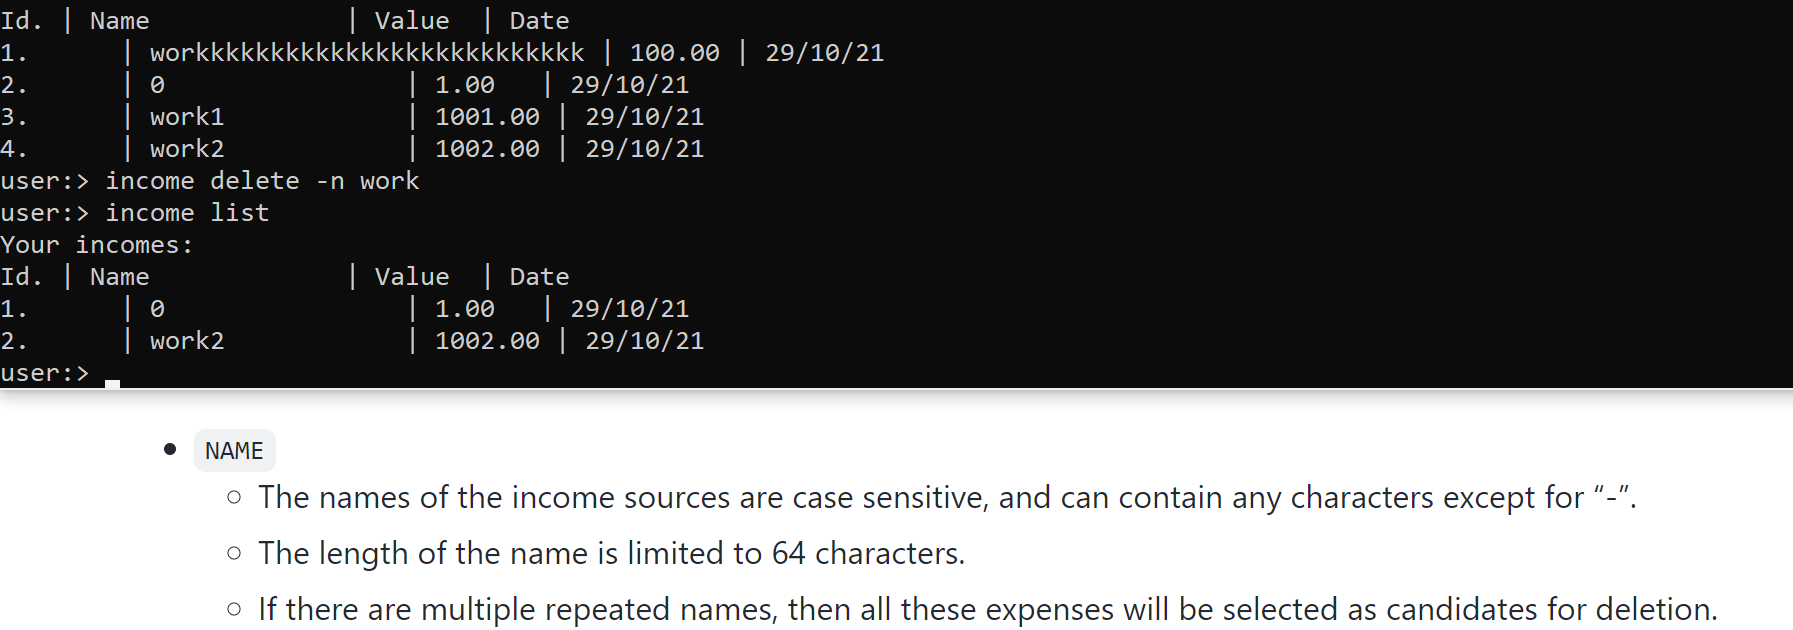 Id. | Name | Value | Date
1. | workkkkkkkkkkkkkkkkkkkkkkkkkk | 100.00 | 29/10/21
2. | 0 | 1.00 | 29/10/21
3. | work1 | 1001.00 | 29/10/21
4. | work2 | 1002.00 | 29/10/21
user:> income delete -n work
user:> income list
Your incomes:
Id. | Name | Value | Date
1. | 0 | 1.00 | 29/10/21
2. | work2 | 1002.00 | 29/10/21
user:>
• NAME
○ The names of the income sources are case sensitive, and can contain any characters except for “-”.
○ The length of the name is limited to 64 characters.
○ If there are multiple repeated names, then all these expenses will be selected as candidates for deletion.